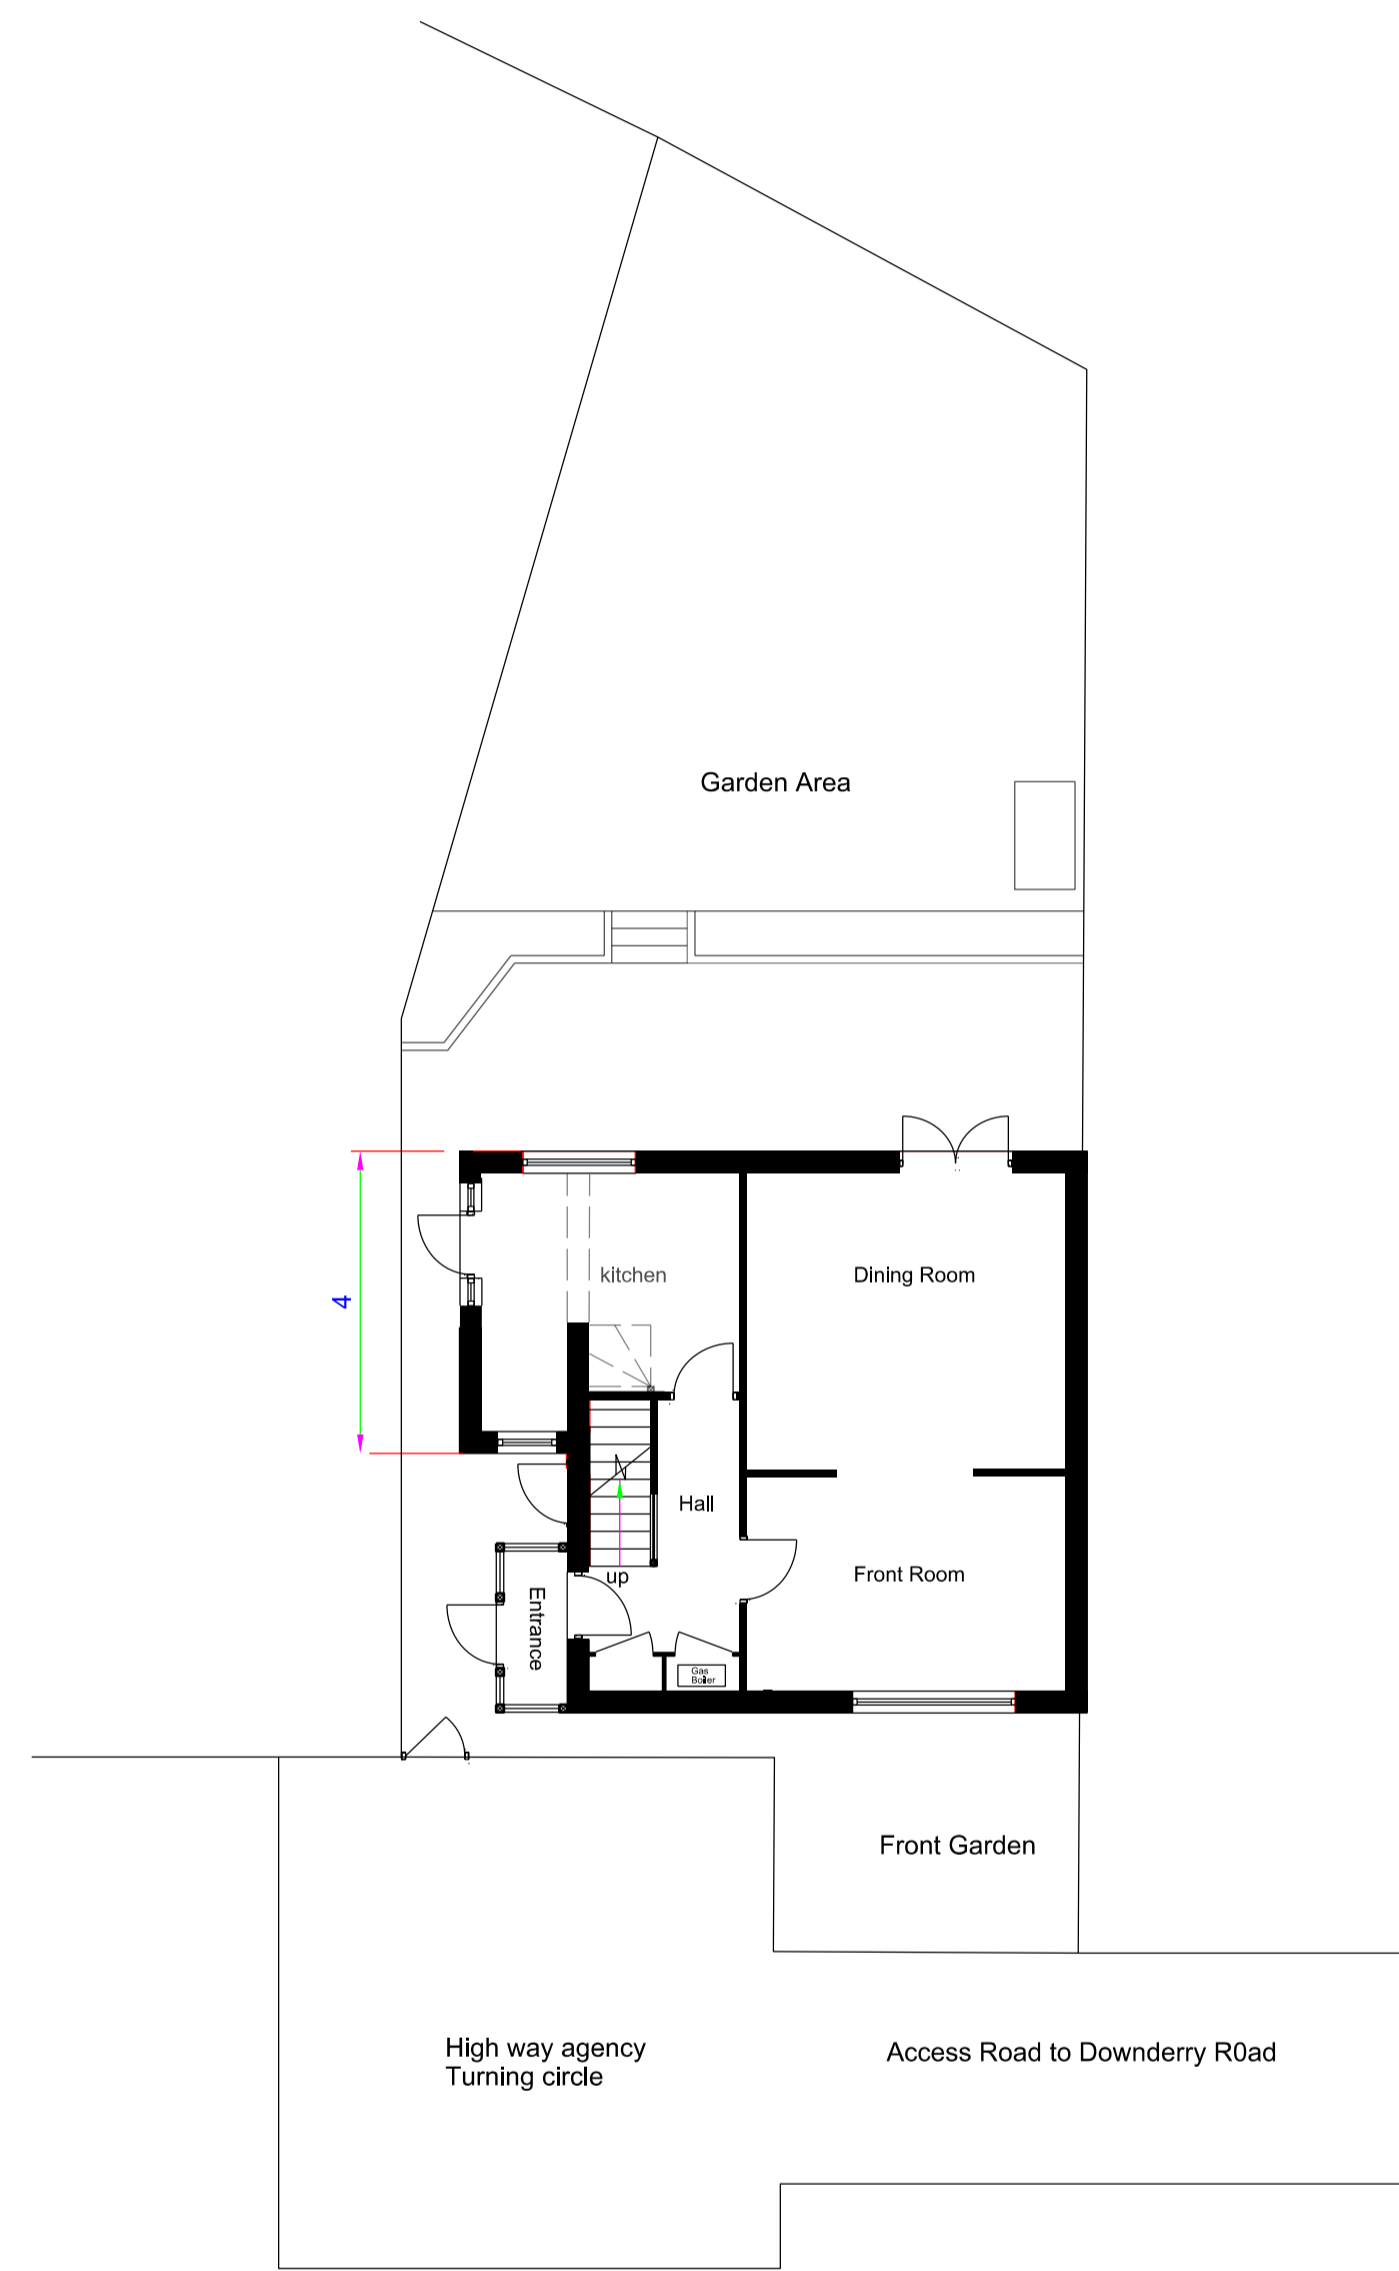 Garden Area
kitchen
Dining Room
4
Hall
up
Front Room
Entrance
Gas
Boiler
Front Garden
High way agency
Turning circle
Access Road to Downderry R0ad